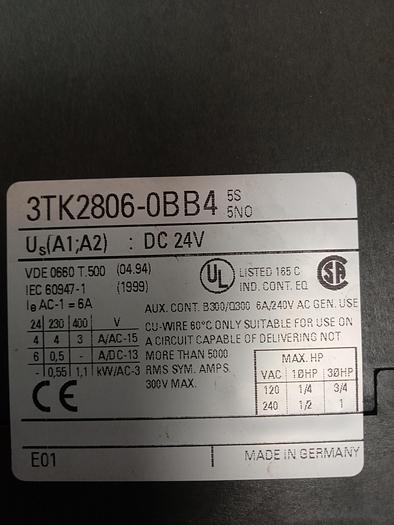 3TK2806-0BB4 5S
5NO
Us(A1;A2) : DC 24V
VDE 0660 T.500 (04.94)
IEC 60947-1 (1999)
Ie AC-1 = 6A
UL LISTED 165 C
IND. CONT. EQ
SA
AUX. CONT. B300/Q300 6A/240V AC GEN. USE
CU-WIRE 60°C ONLY SUITABLE FOR USE ON
A CIRCUIT CAPABLE OF DELIVERING NOT
MORE THAN 5000
RMS SYM. AMPS
300V MAX.
24 230 400 V
4 4 3 A/AC-15
6 0,5 - A/DC-13
- 0,55 1,1 kW/AC-3
MAX. HP
VAC 1ØHP 3ØHP
120 1/4 3/4
240 1/2 1
CE
E01
MADE IN GERMANY